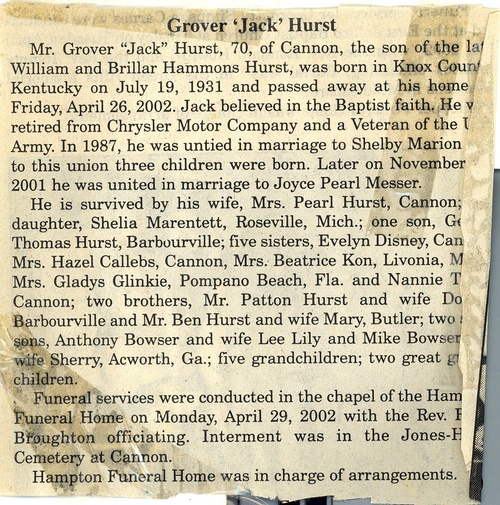 Grover ‘Jack’ Hurst
Mr. Grover “Jack” Hurst, 70, of Cannon, the son of the la
William and Brillar Hammons Hurst, was born in Knox Coun
Kentucky on July 19, 1931 and passed away at his home
Friday, April 26, 2002. Jack believed in the Baptist faith. He w
retired from Chrysler Motor Company and a Veteran of the U
Army. In 1987, he was untied in marriage to Shelby Marion
to this union three children were born. Later on November
2001 he was united in marriage to Joyce Pearl Messer.
He is survived by his wife, Mrs. Pearl Hurst, Cannon;
daughter, Shelia Marentett, Roseville, Mich.; one son, Ge
Thomas Hurst, Barbourville; five sisters, Evelyn Disney, Can
Mrs. Hazel Callebs, Cannon, Mrs. Beatrice Kon, Livonia, M
Mrs. Gladys Glinkie, Pompano Beach, Fla. and Nannie T
Cannon; two brothers, Mr. Patton Hurst and wife Do
Barbourville and Mr. Ben Hurst and wife Mary, Butler; two s
sons, Anthony Bowser and wife Lee Lily and Mike Bowser
wife Sherry, Acworth, Ga.; five grandchildren; two great g
children.
Funeral services were conducted in the chapel of the Ham
Funeral Home on Monday, April 29, 2002 with the Rev. F
Broughton officiating. Interment was in the Jones-H
Cemetery at Cannon.
Hampton Funeral Home was in charge of arrangements.